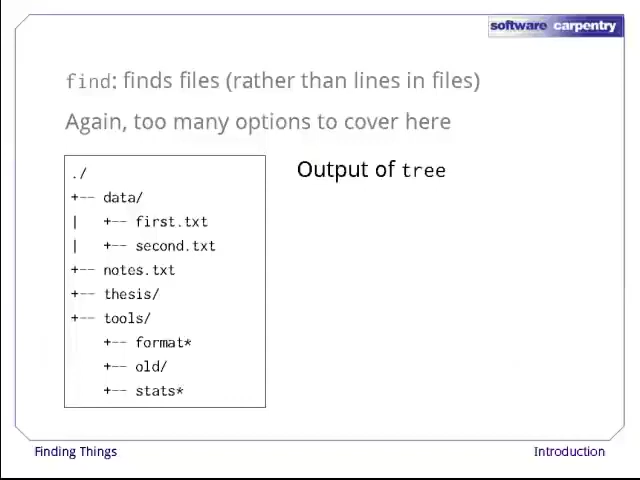 software carpentry
find: finds files (rather than lines in files)
Again, too many options to cover here
./
+-- data/
|   +-- first.txt
|   +-- second.txt
+-- notes.txt
+-- thesis/
+-- tools/
    +-- format*
    +-- old/
    +-- stats*
Output of tree
Finding Things
Introduction